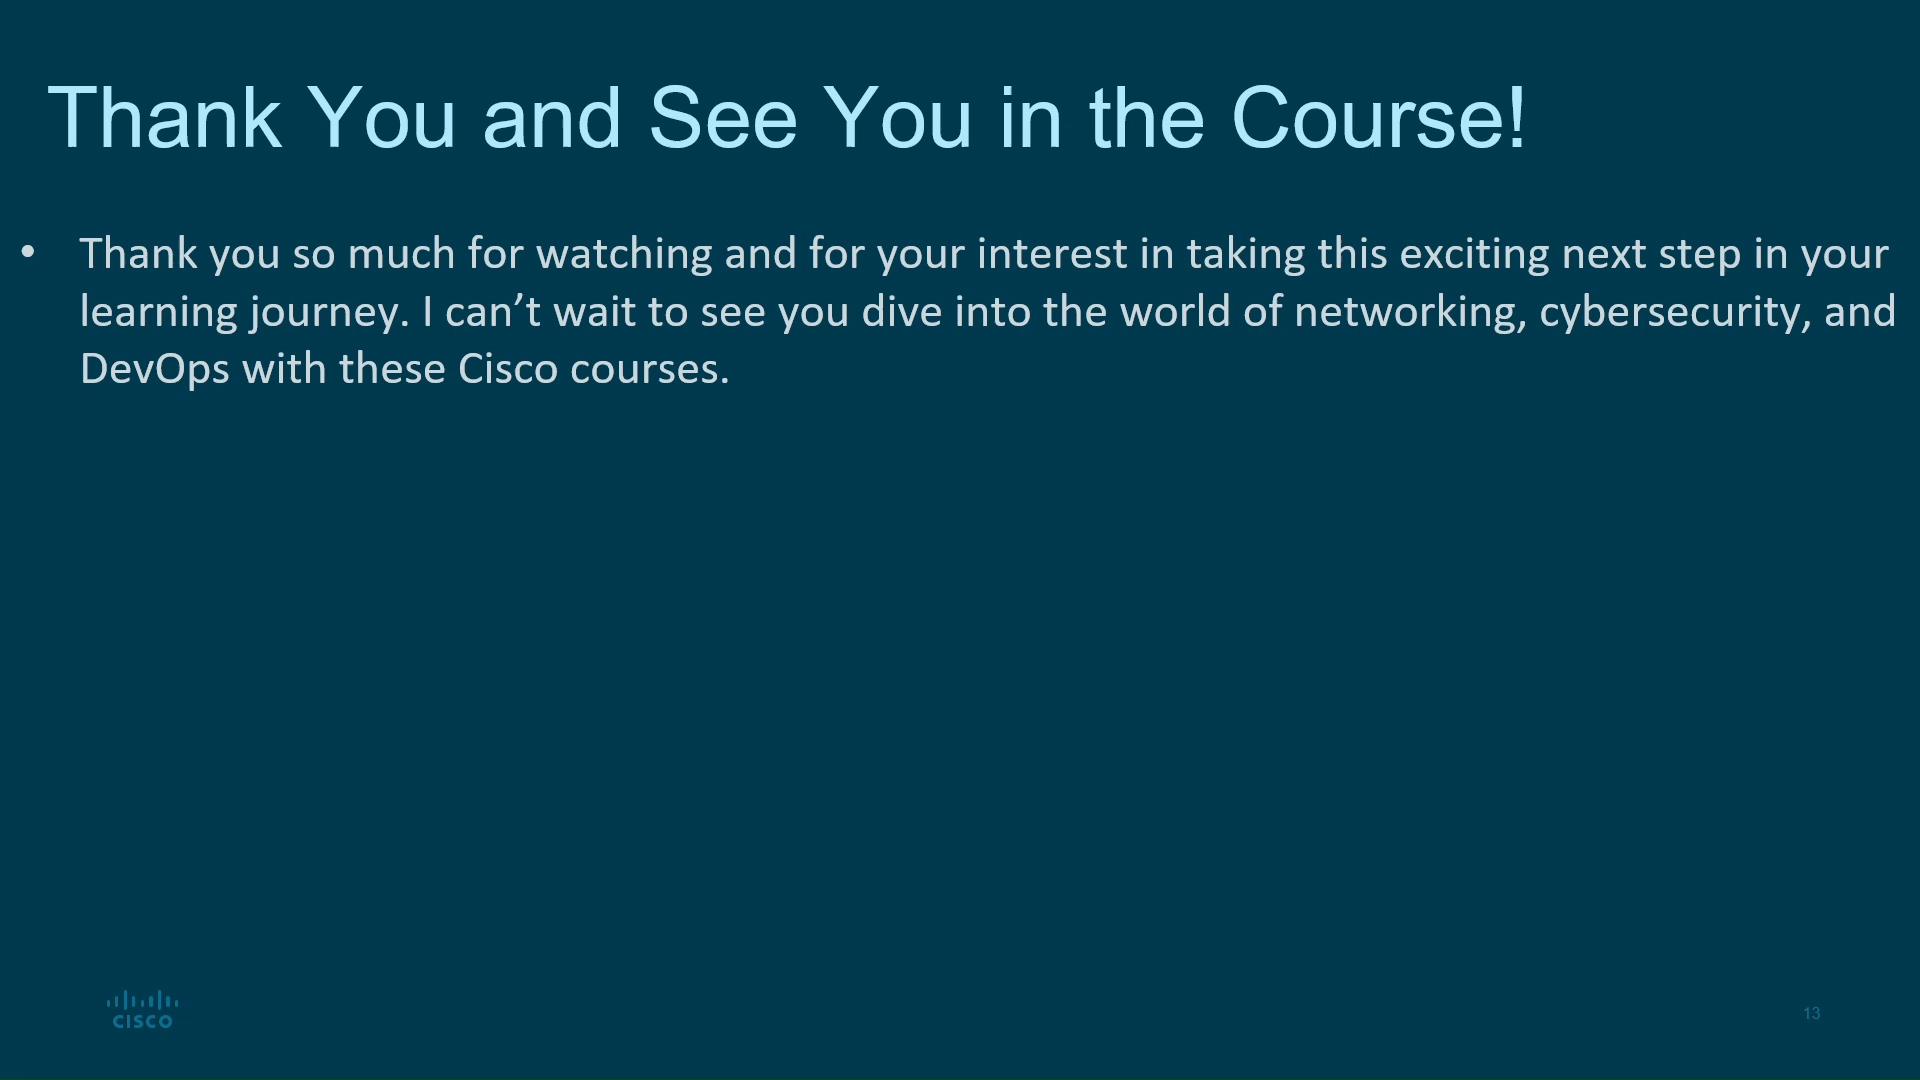 Thank You and See You in the Course!
• Thank you so much for watching and for your interest in taking this exciting next step in your
learning journey. I can’t wait to see you dive into the world of networking, cybersecurity, and
DevOps with these Cisco courses.
CISCO
13